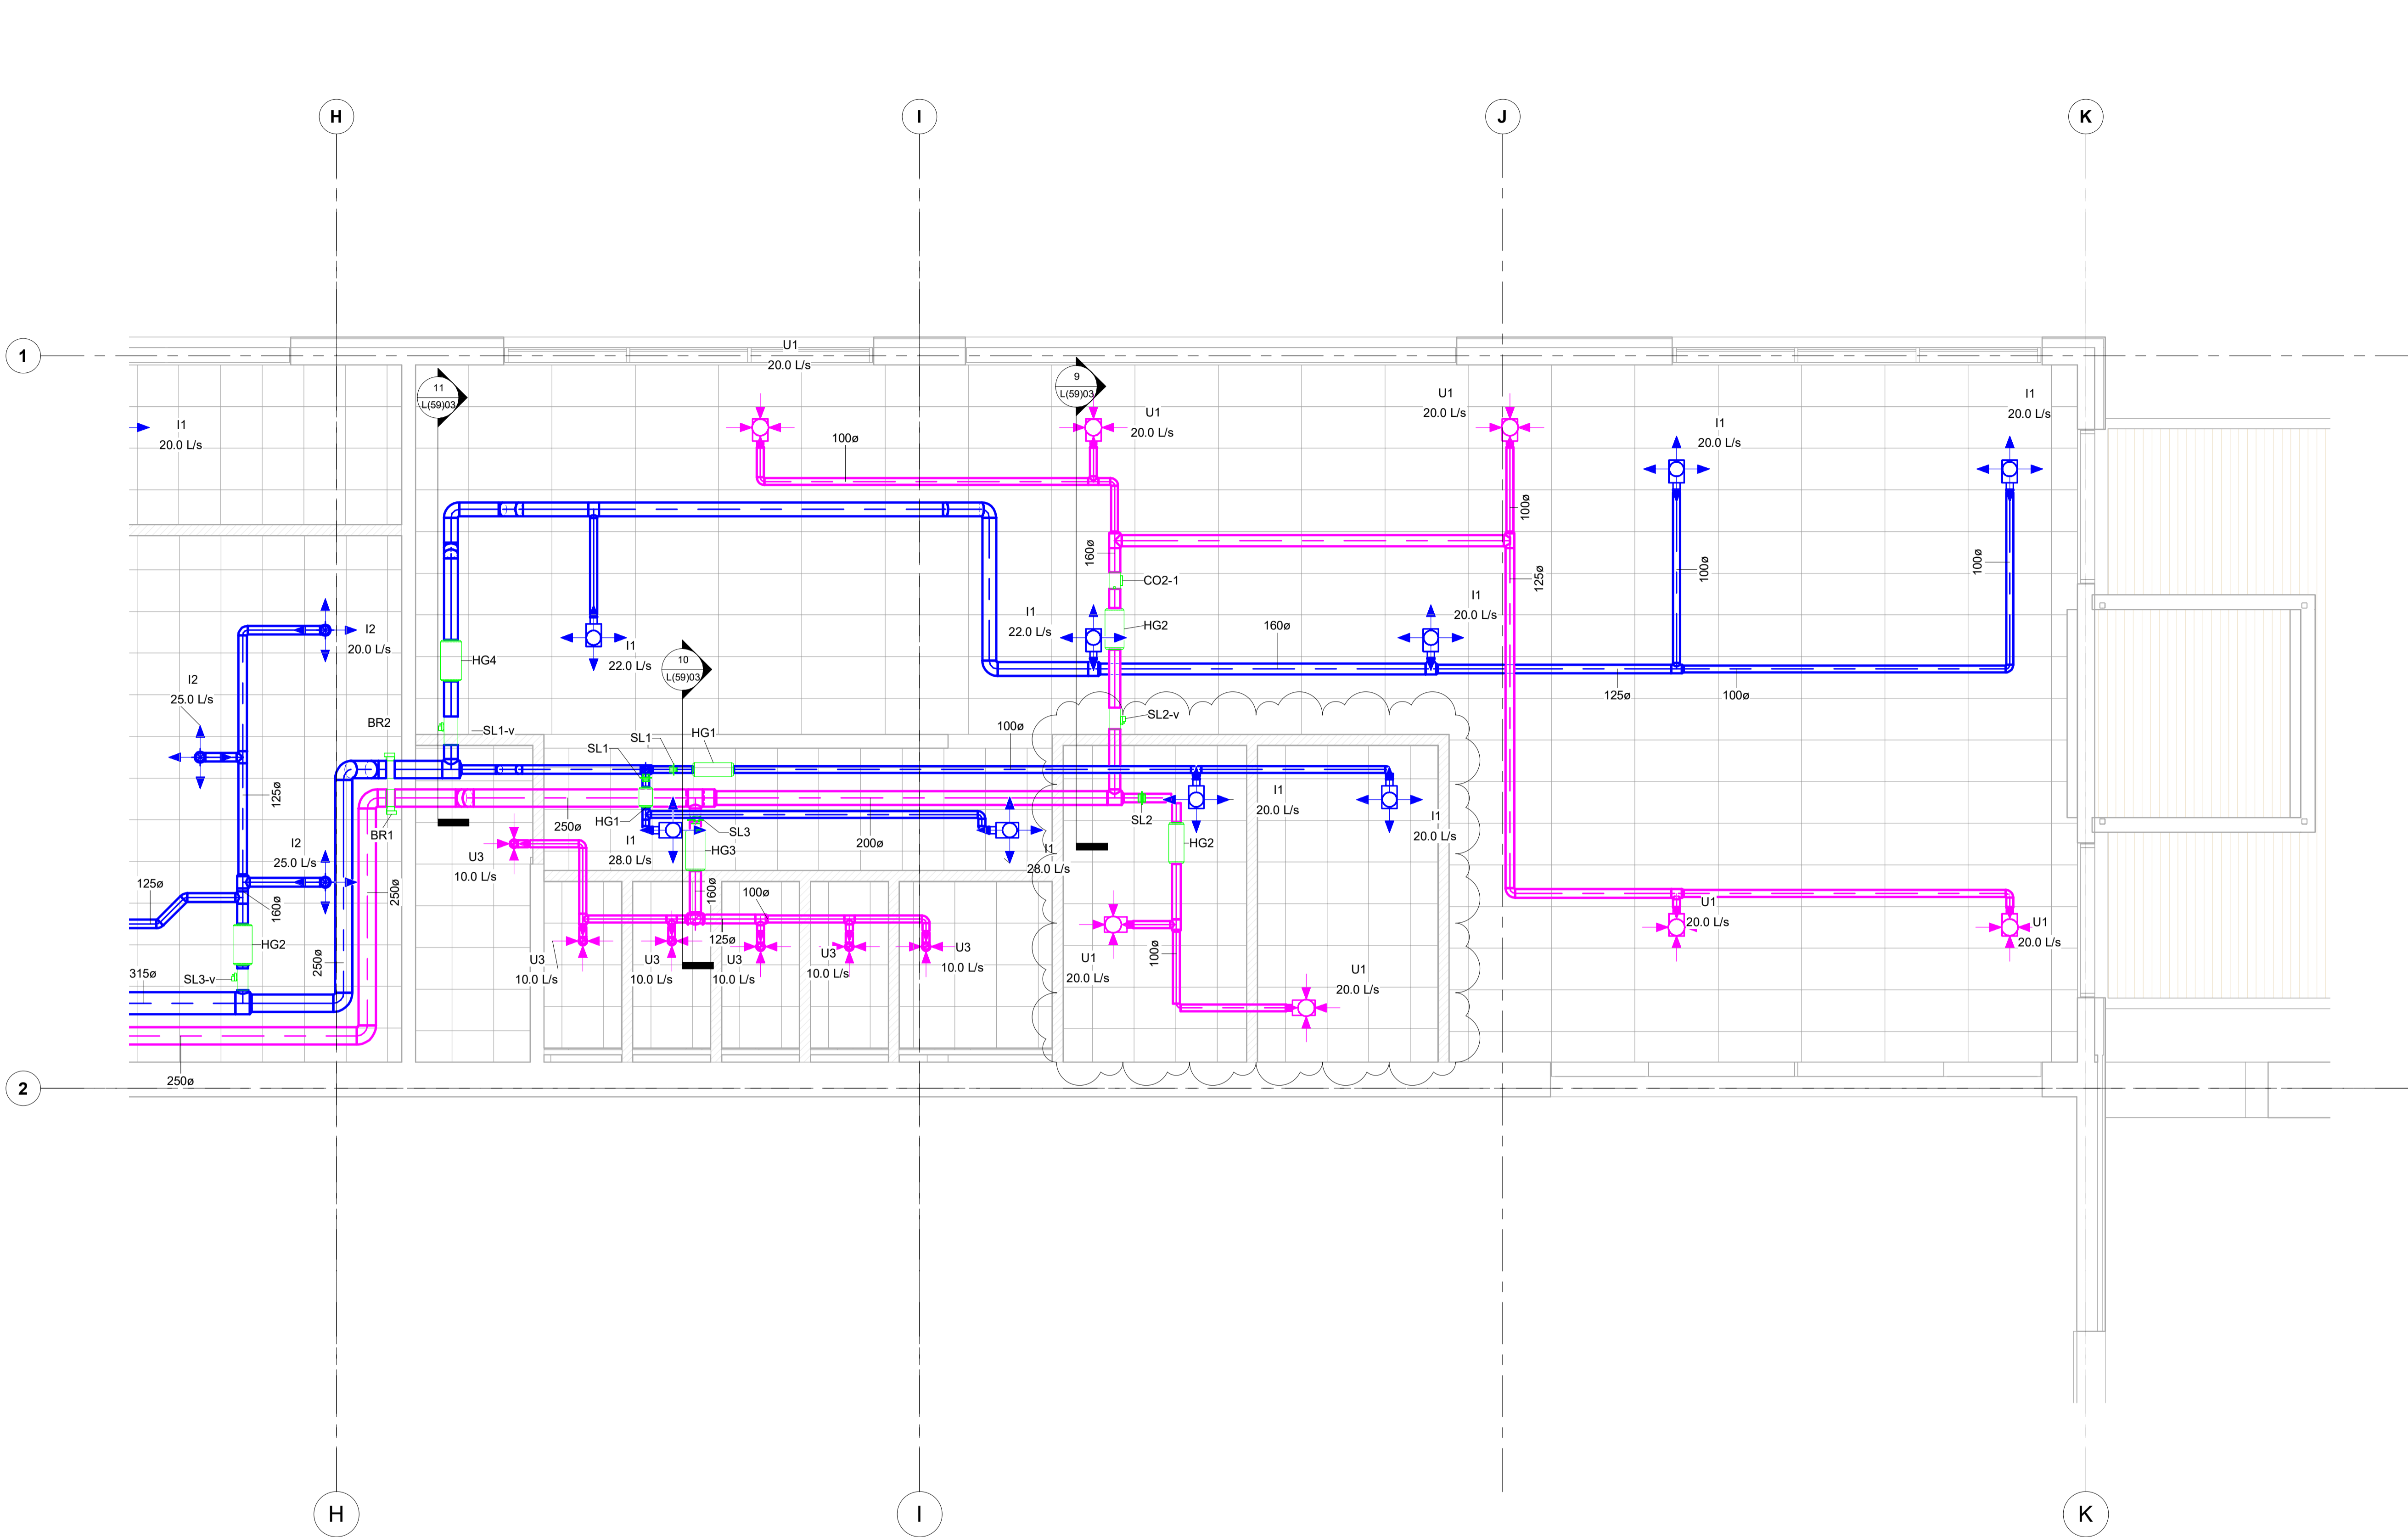 H
I
J
K
1
U1
20.0 L/s
11
L(59)03
9
L(59)03
I1
20.0 L/s
100ø
U1
20.0 L/s
U1
20.0 L/s
I1
20.0 L/s
I1
20.0 L/s
100ø
160ø
CO2-1
125ø
100ø
100ø
I2
20.0 L/s
HG4
I1
22.0 L/s
10
L(59)03
I1
22.0 L/s
HG2
160ø
I1
20.0 L/s
I2
25.0 L/s
125ø
100ø
BR2
SL1-v
SL1
SL1
HG1
100ø
SL2-v
125ø
BR1
250ø
HG1
SL3
I1
28.0 L/s
HG3
200ø
I1
28.0 L/s
SL2
HG2
I1
20.0 L/s
I1
20.0 L/s
I2
25.0 L/s
U3
10.0 L/s
125ø
160ø
250ø
160ø
100ø
125ø
HG2
250ø
315ø
SL3-v
U3
10.0 L/s
U3
10.0 L/s
U3
10.0 L/s
U3
10.0 L/s
U3
10.0 L/s
U1
20.0 L/s
100ø
U1
20.0 L/s
U1
20.0 L/s
U1
20.0 L/s
250ø
2
H
I
K